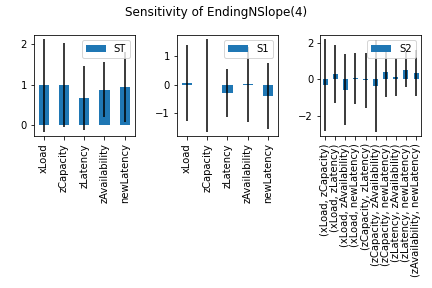 Sensitivity of EndingNSlope(4)
ST
2
1
0
xLoad
zCapacity
zLatency
zAvailability
newLatency
S1
1
0
−1
xLoad
zCapacity
zLatency
zAvailability
newLatency
S2
2
0
−2
(xLoad, zCapacity)
(xLoad, zLatency)
(xLoad, zAvailability)
(xLoad, newLatency)
(zCapacity, zLatency)
(zCapacity, zAvailability)
(zCapacity, newLatency)
(zLatency, zAvailability)
(zLatency, newLatency)
(zAvailability, newLatency)